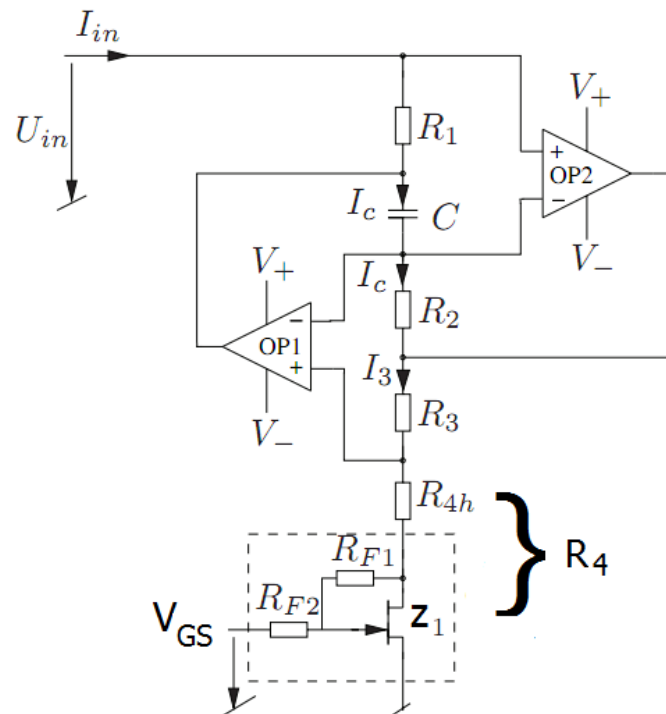 I_in
U_in
R_1
V_+
+
OP2
−
V_−
I_c
C
V_+
I_c
−
OP1
+
R_2
V_−
I_3
R_3
R_4h
}
R_4
R_F1
R_F2
V_GS
Z_1